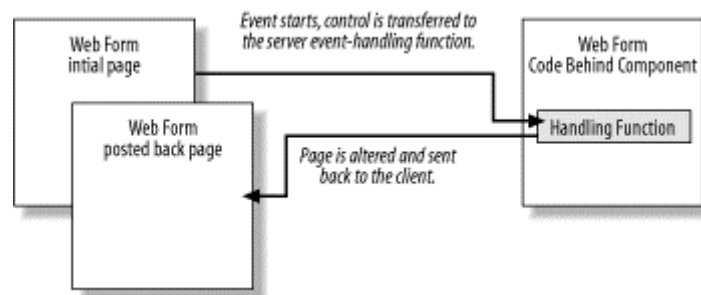 Event starts, control is transferred to
the server event-handling function.
Web Form
intial page
Web Form
Code Behind Component
Web Form
posted back page
Handling Function
Page is altered and sent
back to the client.